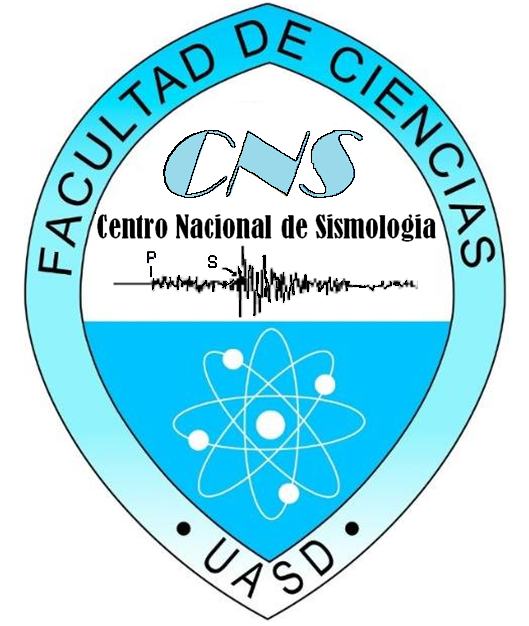 FACULTAD DE CIENCIAS
CNS
Centro Nacional de Sismologia
P
S
UASD